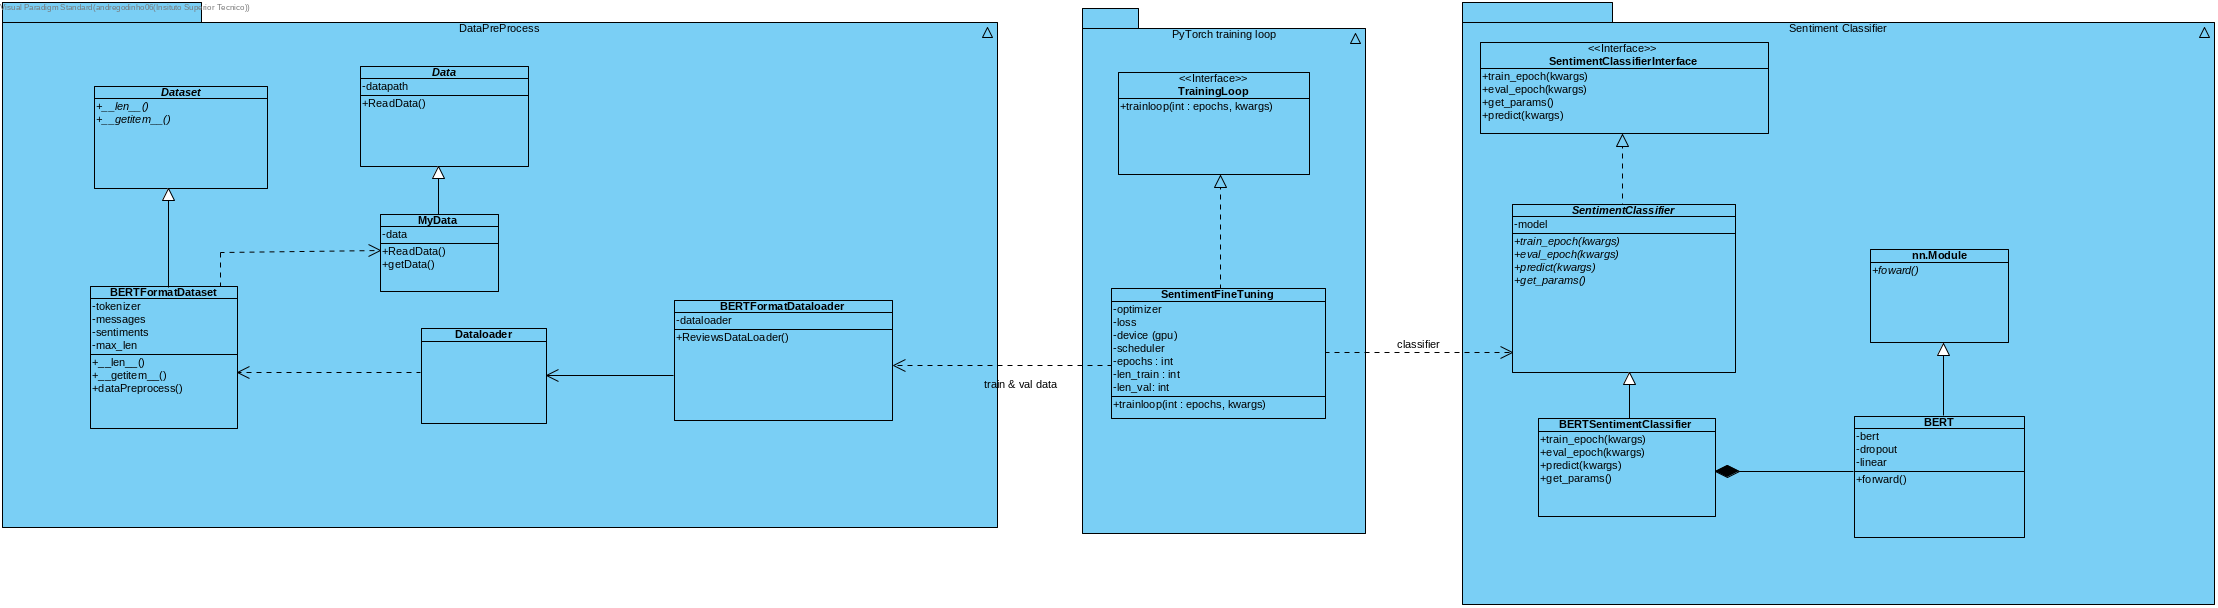 Visual Paradigm Standard(andregodinho06(Insituto Superior Tecnico))
DataPreProcess
Dataset
+__len__()
+__getitem__()
Data
-datapath
+ReadData()
MyData
-data
+ReadData()
+getData()
BERTFormatDataset
-tokenizer
-messages
-sentiments
-max_len
+__len__()
+__getitem__()
+dataPreprocess()
Dataloader
BERTFormatDataloader
-dataloader
+ReviewsDataLoader()
train & val data
PyTorch training loop
<<Interface>>
TrainingLoop
+trainloop(int : epochs, kwargs)
SentimentFineTuning
-optimizer
-loss
-device (gpu)
-scheduler
-epochs : int
-len_train : int
-len_val: int
+trainloop(int : epochs, kwargs)
classifier
Sentiment Classifier
<<Interface>>
SentimentClassifierInterface
+train_epoch(kwargs)
+eval_epoch(kwargs)
+get_params()
+predict(kwargs)
SentimentClassifier
-model
+train_epoch(kwargs)
+eval_epoch(kwargs)
+predict(kwargs)
+get_params()
nn.Module
+foward()
BERTSentimentClassifier
+train_epoch(kwargs)
+eval_epoch(kwargs)
+predict(kwargs)
+get_params()
BERT
-bert
-dropout
-linear
+forward()